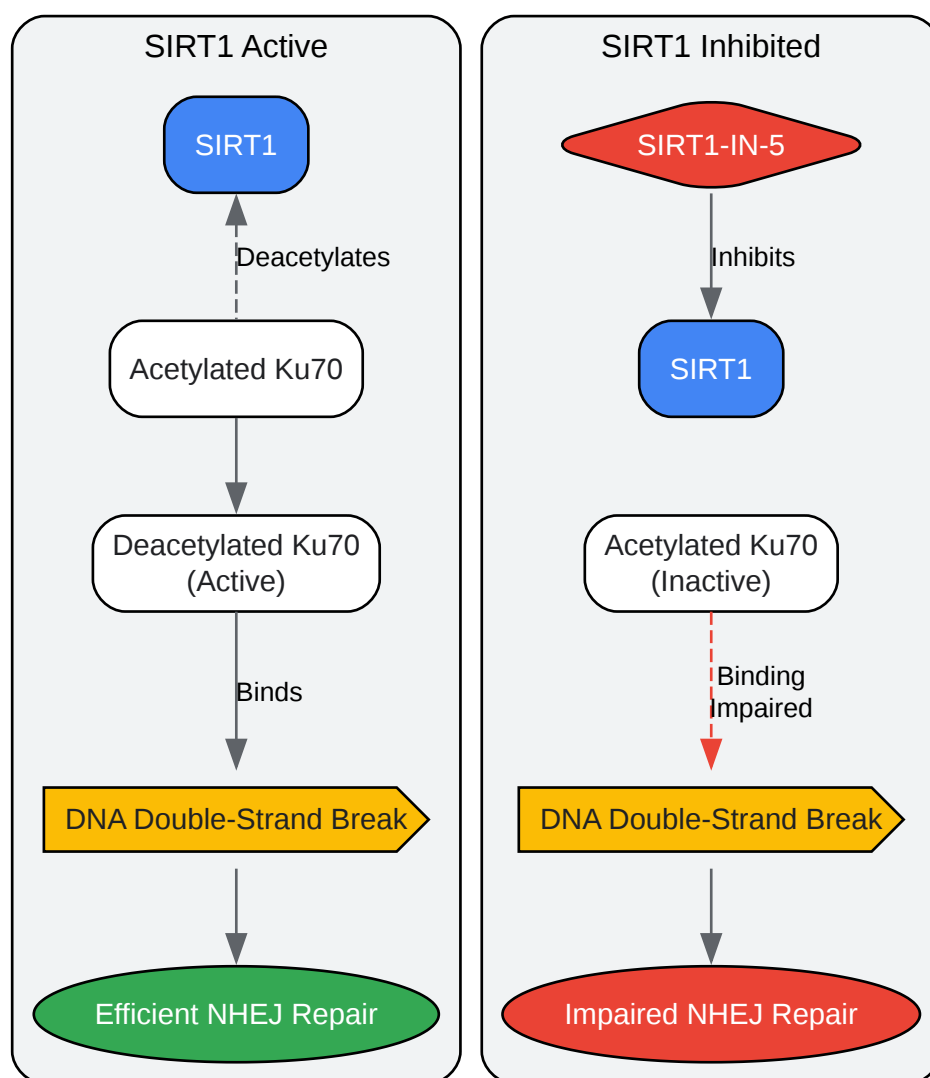 SIRT1 Active
SIRT1
Deacetylates
Acetylated Ku70
Deacetylated Ku70
(Active)
Binds
DNA Double-Strand Break
Efficient NHEJ Repair
SIRT1 Inhibited
SIRT1-IN-5
Inhibits
SIRT1
Acetylated Ku70
(Inactive)
Binding
Impaired
DNA Double-Strand Break
Impaired NHEJ Repair